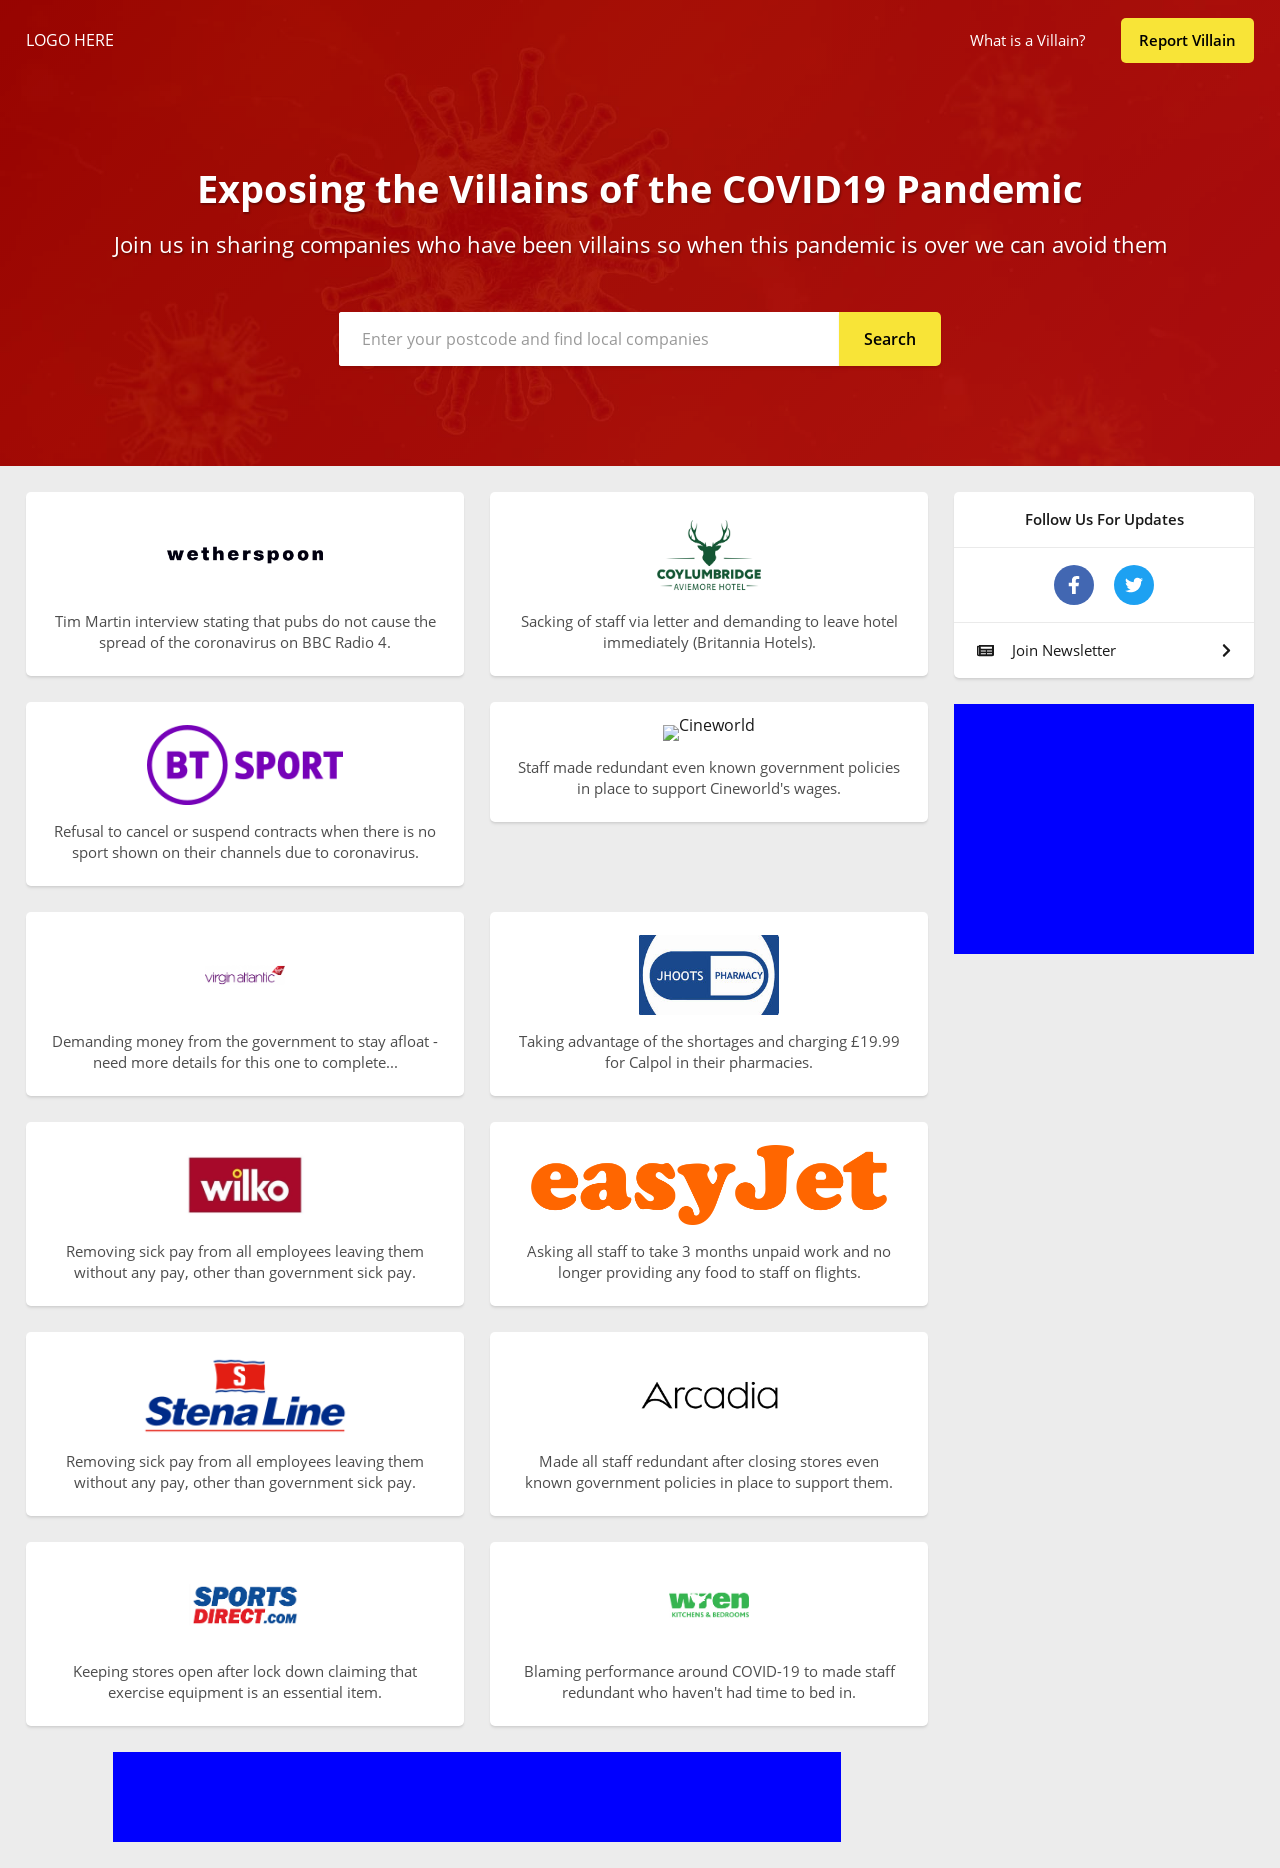 LOGO HERE
What is a Villain?
Report Villain
Exposing the Villains of the COVID19 Pandemic
Join us in sharing companies who have been villains so when this pandemic is over we can avoid them
Enter your postcode and find local companies
Search
wetherspoon
Tim Martin interview stating that pubs do not cause the
spread of the coronavirus on BBC Radio 4.
COYLUMBRIDGE
AVIEMORE HOTEL
Sacking of staff via letter and demanding to leave hotel
immediately (Britannia Hotels).
Follow Us For Updates
Join Newsletter
BT SPORT
Refusal to cancel or suspend contracts when there is no
sport shown on their channels due to coronavirus.
Cineworld
Staff made redundant even known government policies
in place to support Cineworld's wages.
virgin atlantic
Demanding money from the government to stay afloat -
need more details for this one to complete...
JHOOTS PHARMACY
Taking advantage of the shortages and charging £19.99
for Calpol in their pharmacies.
wilko
Removing sick pay from all employees leaving them
without any pay, other than government sick pay.
easyJet
Asking all staff to take 3 months unpaid work and no
longer providing any food to staff on flights.
S
Stena Line
Removing sick pay from all employees leaving them
without any pay, other than government sick pay.
Arcadia
Made all staff redundant after closing stores even
known government policies in place to support them.
SPORTS
DIRECT.COM
Keeping stores open after lock down claiming that
exercise equipment is an essential item.
wren
KITCHENS & BEDROOMS
Blaming performance around COVID-19 to made staff
redundant who haven't had time to bed in.